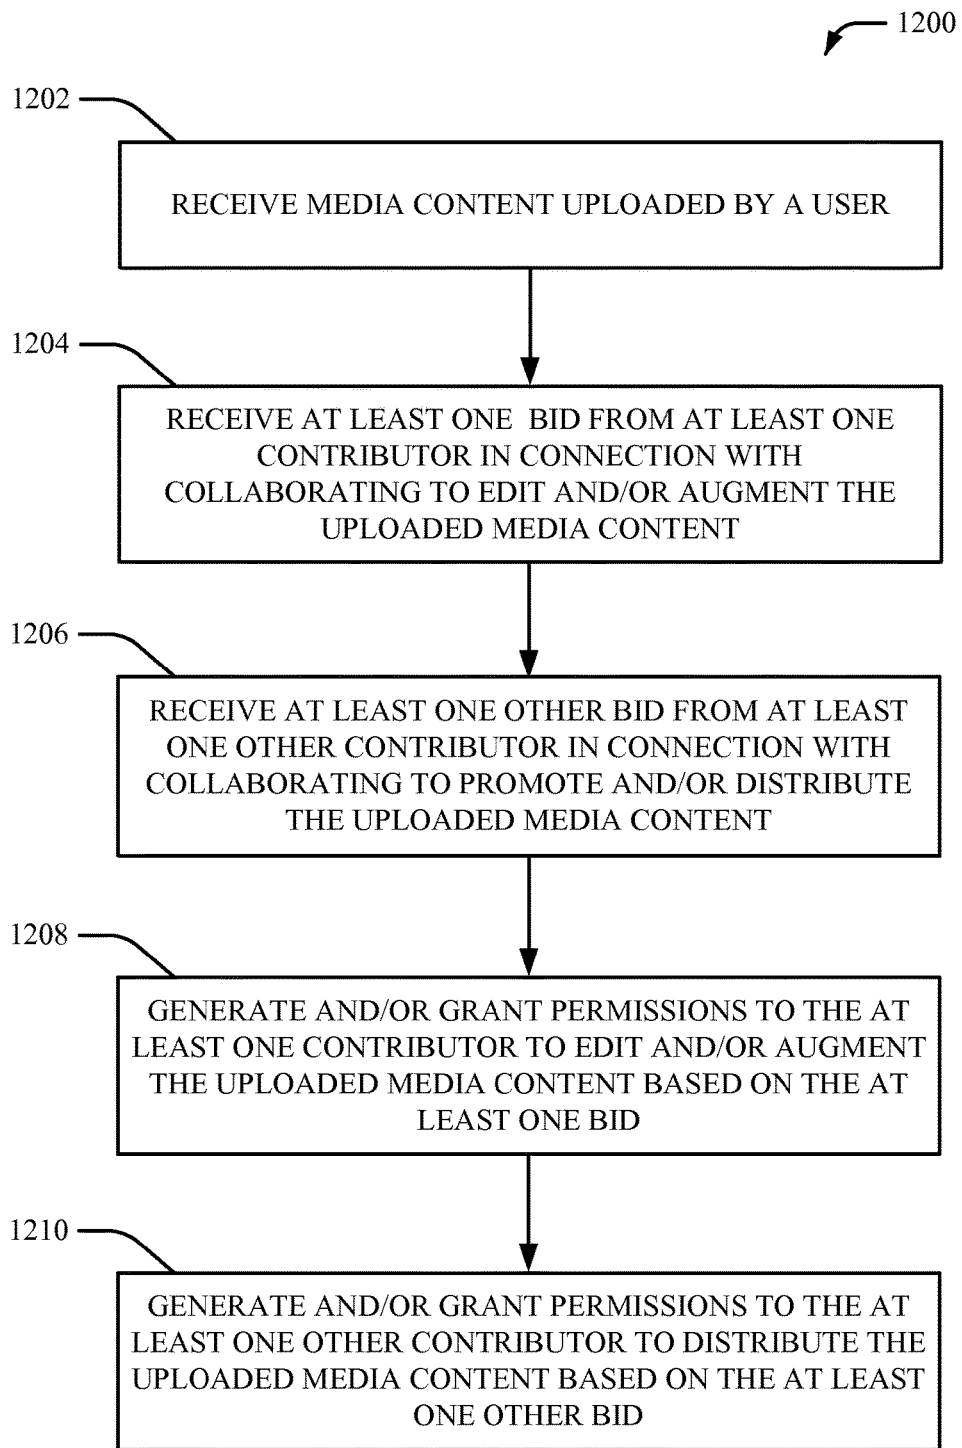 1200
1202
RECEIVE MEDIA CONTENT UPLOADED BY A USER
1204
RECEIVE AT LEAST ONE BID FROM AT LEAST ONE
CONTRIBUTOR IN CONNECTION WITH
COLLABORATING TO EDIT AND/OR AUGMENT THE
UPLOADED MEDIA CONTENT
1206
RECEIVE AT LEAST ONE OTHER BID FROM AT LEAST
ONE OTHER CONTRIBUTOR IN CONNECTION WITH
COLLABORATING TO PROMOTE AND/OR DISTRIBUTE
THE UPLOADED MEDIA CONTENT
1208
GENERATE AND/OR GRANT PERMISSIONS TO THE AT
LEAST ONE CONTRIBUTOR TO EDIT AND/OR AUGMENT
THE UPLOADED MEDIA CONTENT BASED ON THE AT
LEAST ONE BID
1210
GENERATE AND/OR GRANT PERMISSIONS TO THE AT
LEAST ONE OTHER CONTRIBUTOR TO DISTRIBUTE THE
UPLOADED MEDIA CONTENT BASED ON THE AT LEAST
ONE OTHER BID